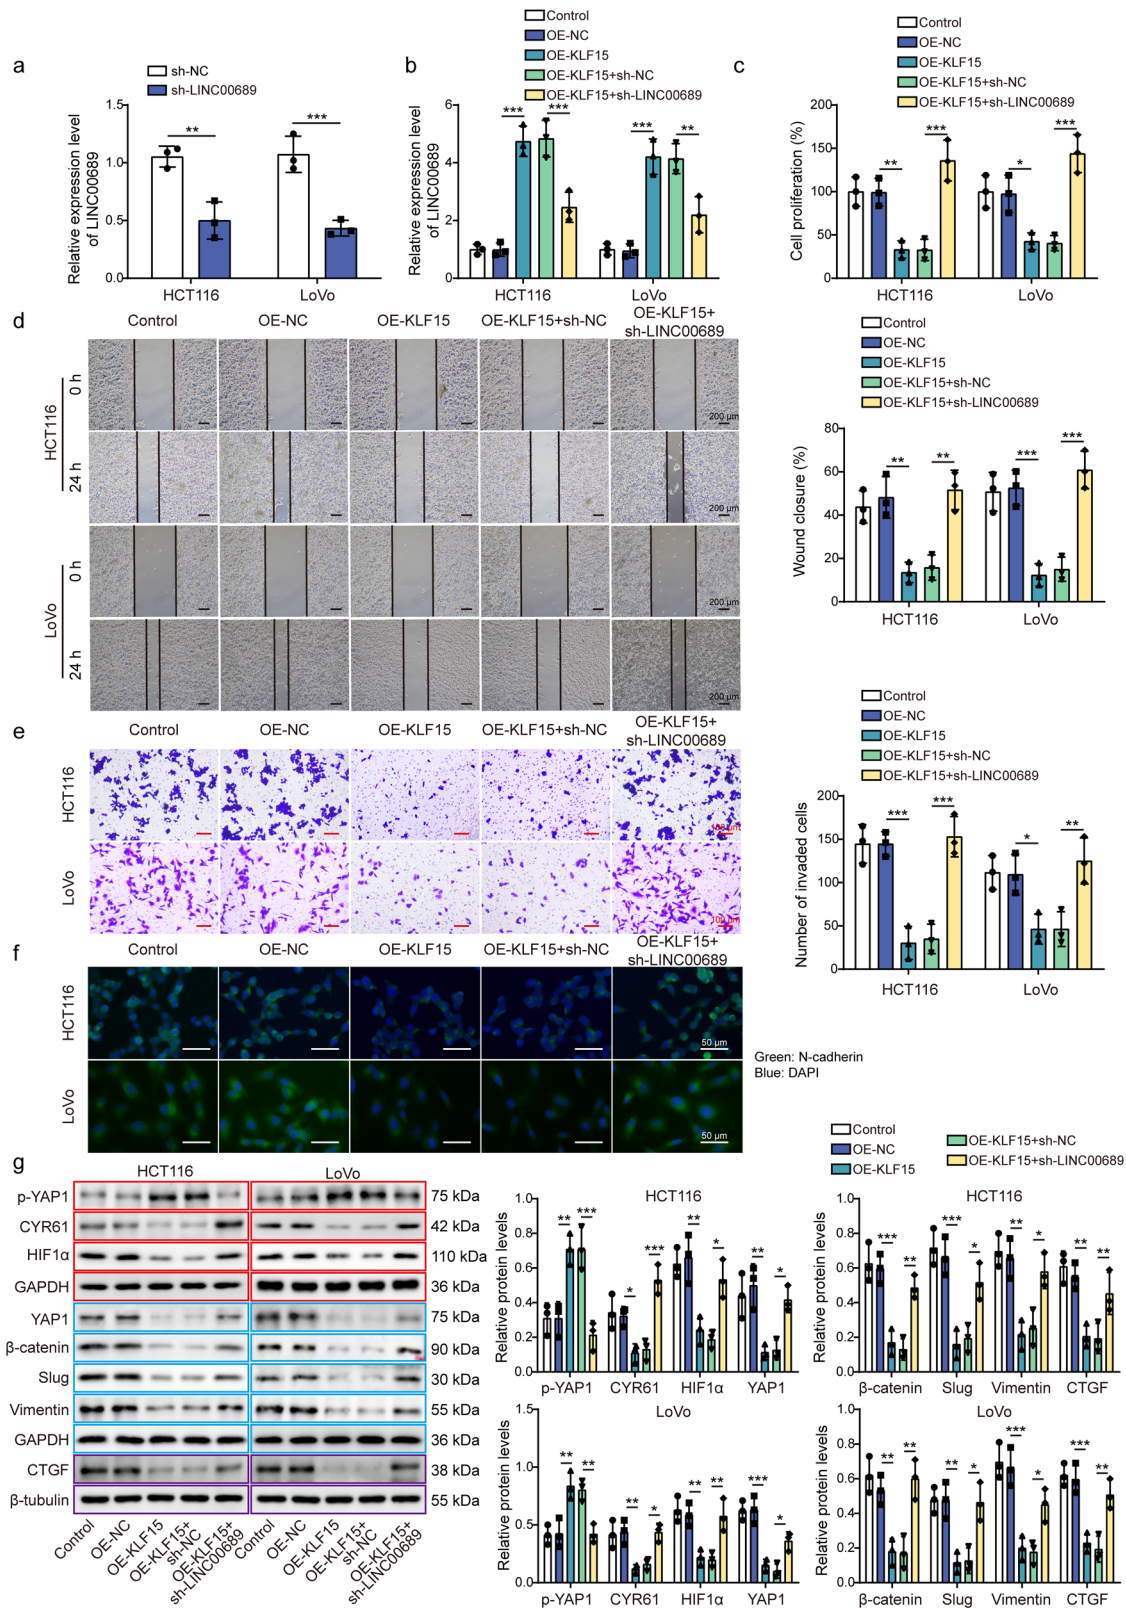 a
sh-NC
sh-LINC00689
Relative expression level
of LINC00689
1.5
1.0
0.5
0.0
**
***
HCT116
LoVo
b
Control
OE-NC
OE-KLF15
OE-KLF15+sh-NC
OE-KLF15+sh-LINC00689
Relative expression level
of LINC00689
6
4
2
0
***
***
***
**
HCT116
LoVo
c
Control
OE-NC
OE-KLF15
OE-KLF15+sh-NC
OE-KLF15+sh-LINC00689
Cell proliferation (%)
200
150
100
50
0
**
***
*
***
HCT116
LoVo
d
Control
OE-NC
OE-KLF15
OE-KLF15+sh-NC
OE-KLF15+
sh-LINC00689
HCT116
0 h
200 μm
24 h
200 μm
LoVo
0 h
200 μm
24 h
200 μm
Control
OE-NC
OE-KLF15
OE-KLF15+sh-NC
OE-KLF15+sh-LINC00689
Wound closure (%)
80
60
40
20
0
**
**
***
***
HCT116
LoVo
e
Control
OE-NC
OE-KLF15
OE-KLF15+sh-NC
OE-KLF15+
sh-LINC00689
HCT116
100 μm
LoVo
100 μm
Control
OE-NC
OE-KLF15
OE-KLF15+sh-NC
OE-KLF15+sh-LINC00689
Number of invaded cells
200
150
100
50
0
***
***
*
**
HCT116
LoVo
f
Control
OE-NC
OE-KLF15
OE-KLF15+sh-NC
OE-KLF15+
sh-LINC00689
HCT116
50 μm
LoVo
50 μm
Green: N-cadherin
Blue: DAPI
g
HCT116
LoVo
p-YAP1
75 kDa
CYR61
42 kDa
HIF1α
110 kDa
GAPDH
36 kDa
YAP1
75 kDa
β-catenin
90 kDa
Slug
30 kDa
Vimentin
55 kDa
GAPDH
36 kDa
CTGF
38 kDa
β-tubulin
55 kDa
Control
OE-NC
OE-KLF15
OE-KLF15+
sh-NC
OE-KLF15+
sh-LINC00689
Control
OE-NC
OE-KLF15
OE-KLF15+
sh-NC
OE-KLF15+
sh-LINC00689
Control
OE-NC
OE-KLF15
OE-KLF15+sh-NC
OE-KLF15+sh-LINC00689
HCT116
Relative protein levels
1.0
0.8
0.6
0.4
0.2
0.0
**
***
*
***
**
*
**
*
p-YAP1
CYR61
HIF1α
YAP1
HCT116
Relative protein levels
1.0
0.8
0.6
0.4
0.2
0.0
***
**
***
*
**
*
**
**
β-catenin
Slug
Vimentin
CTGF
LoVo
Relative protein levels
1.5
1.0
0.5
0.0
**
**
**
*
**
**
***
*
p-YAP1
CYR61
HIF1α
YAP1
LoVo
Relative protein levels
1.0
0.8
0.6
0.4
0.2
0.0
**
**
**
*
***
*
***
**
β-catenin
Slug
Vimentin
CTGF